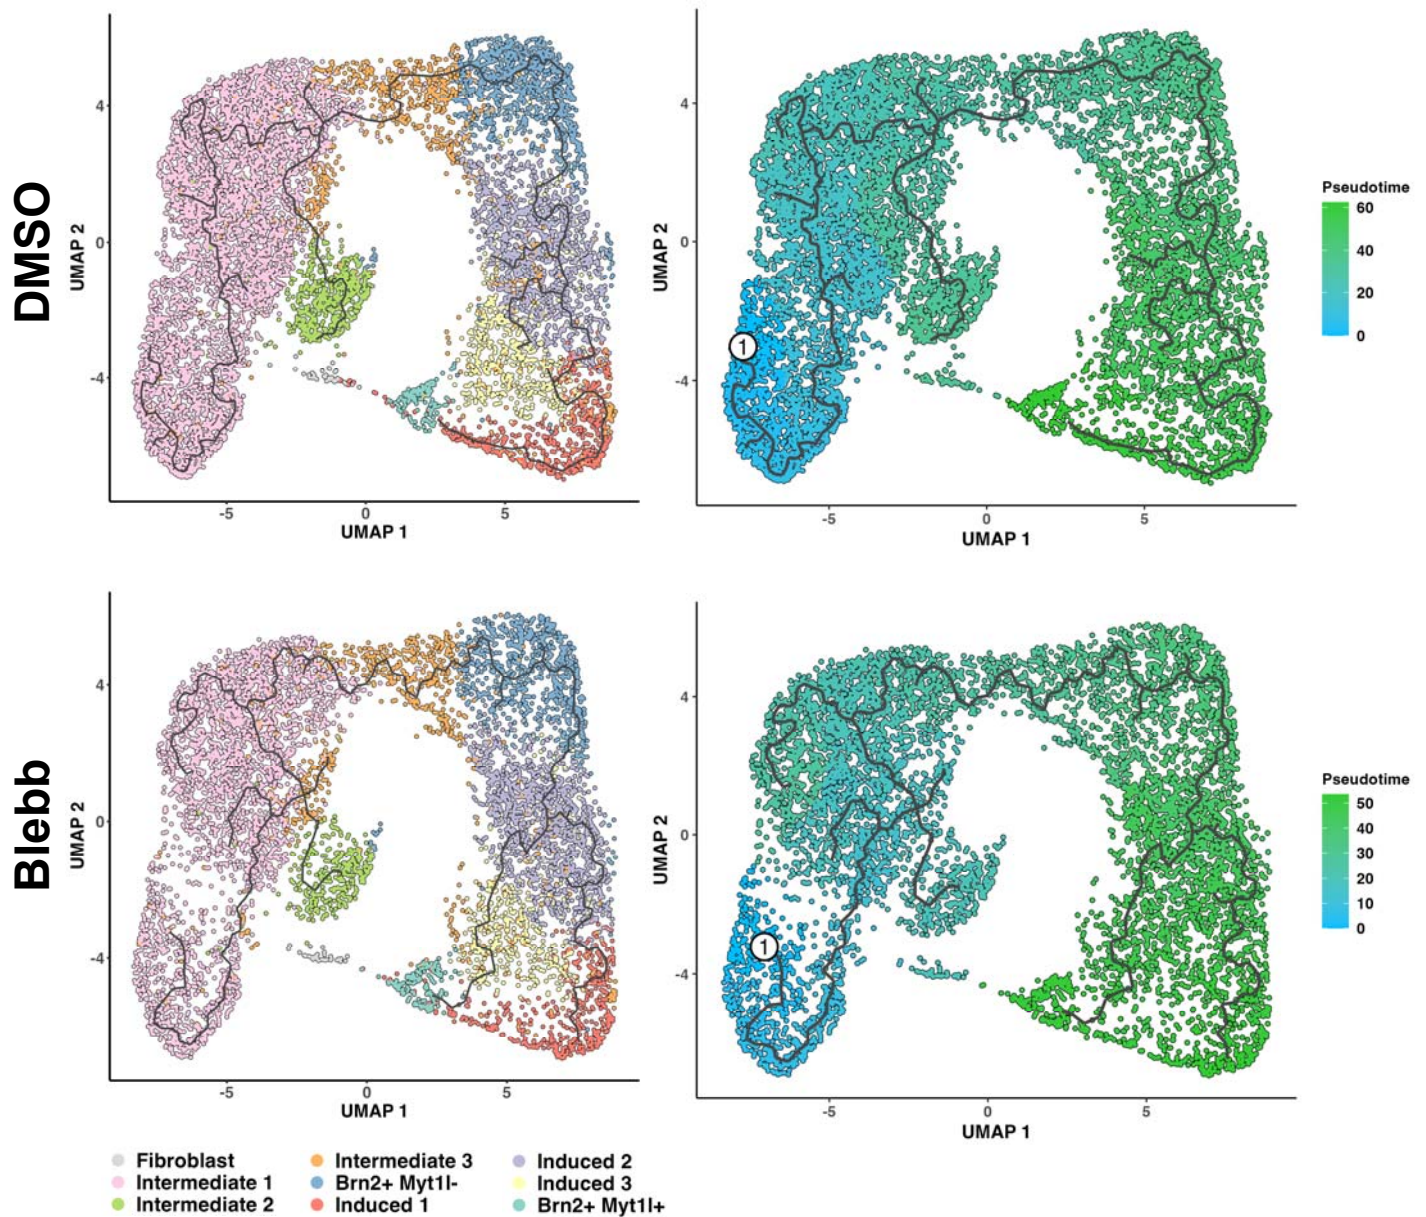 DMSO
UMAP 2
4
0
-4
-5
0
5
UMAP 1
UMAP 2
4
0
-4
1
-5
0
5
UMAP 1
Pseudotime
60
40
20
0
Blebb
UMAP 2
4
0
-4
-5
0
5
UMAP 1
UMAP 2
4
0
-4
1
-5
0
5
UMAP 1
Pseudotime
50
40
30
20
10
0
Fibroblast
Intermediate 1
Intermediate 2
Intermediate 3
Brn2+ Myt1l-
Induced 1
Induced 2
Induced 3
Brn2+ Myt1l+